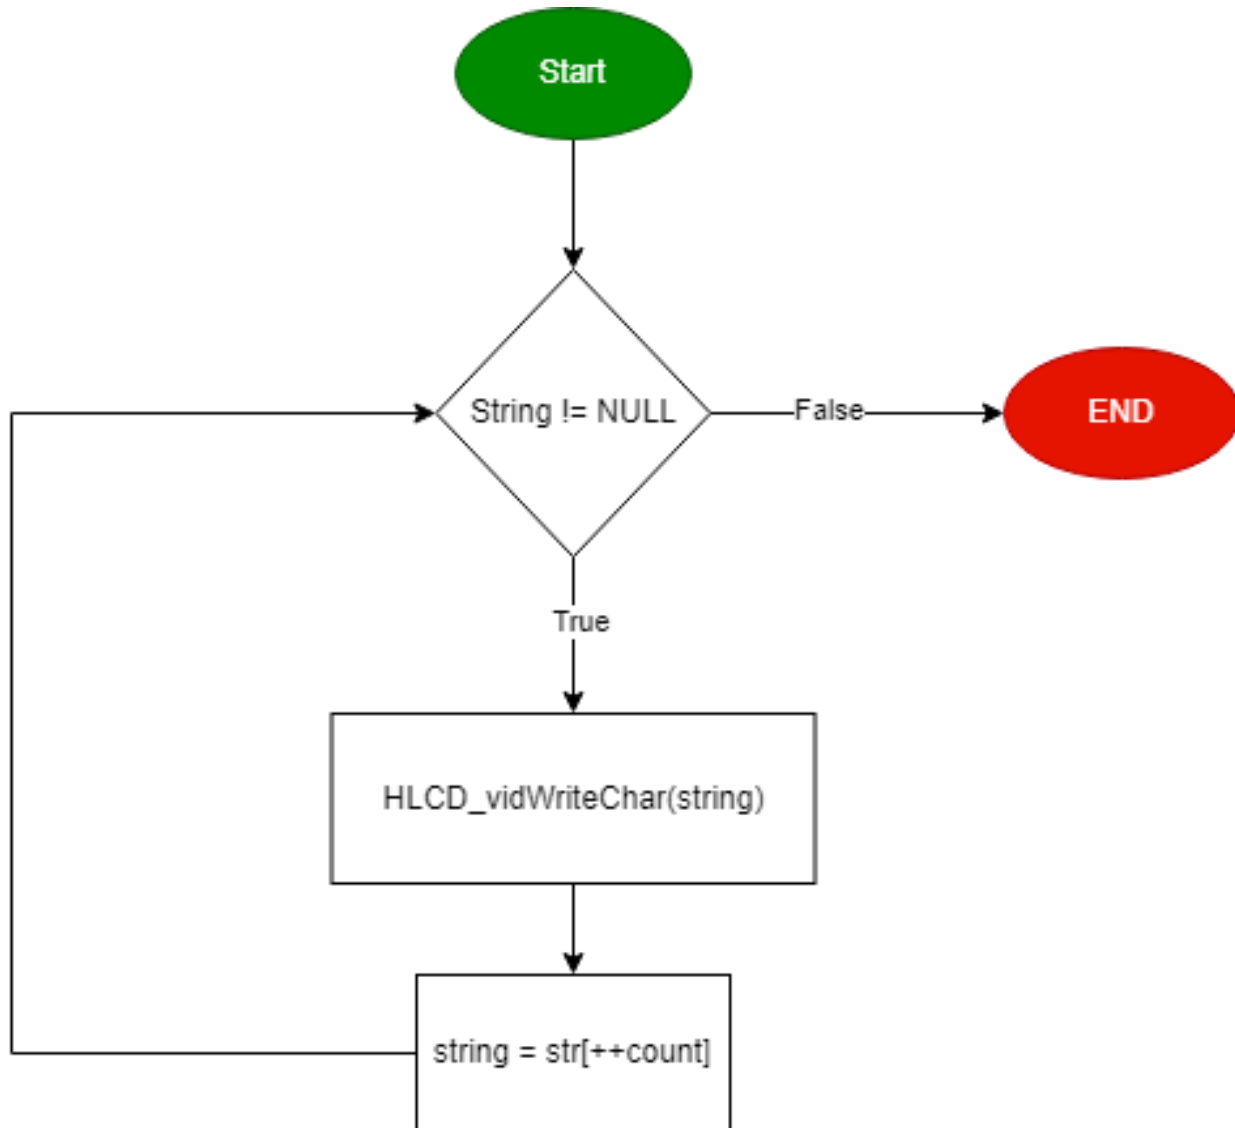 Start
String != NULL
False
END
True
HLCD_vidWriteChar(string)
string = str[++count]